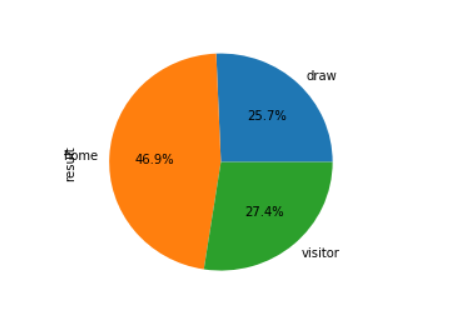 draw
25.7%
home
46.9%
result
27.4%
visitor